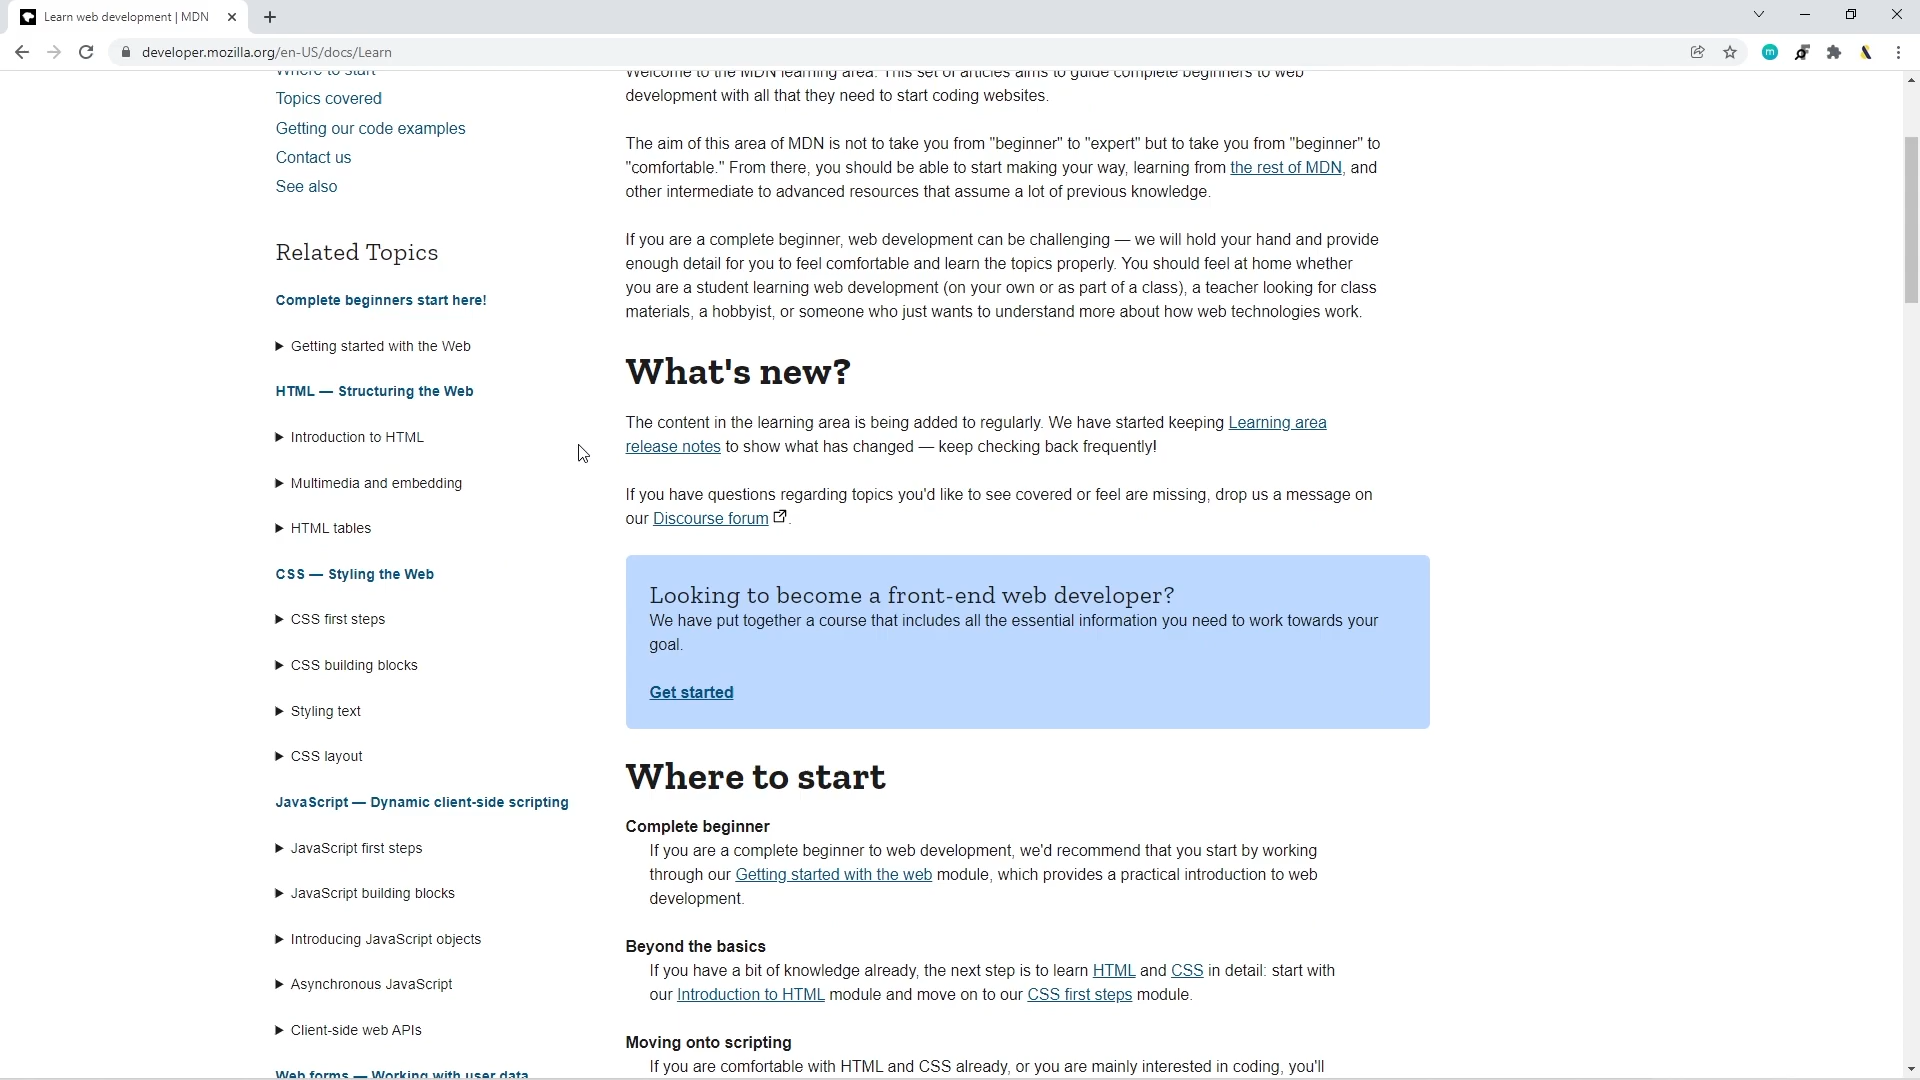 Learn web development | MDN
developer.mozilla.org/en-US/docs/Learn
m
Where to start
Topics covered
Getting our code examples
Contact us
See also
Related Topics
Complete beginners start here!
Getting started with the Web
HTML — Structuring the Web
Introduction to HTML
Multimedia and embedding
HTML tables
CSS — Styling the Web
CSS first steps
CSS building blocks
Styling text
CSS layout
JavaScript — Dynamic client-side scripting
JavaScript first steps
JavaScript building blocks
Introducing JavaScript objects
Asynchronous JavaScript
Client-side web APIs
Web forms — Working with user data
Welcome to the MDN learning area. This set of articles aims to guide complete beginners to web
development with all that they need to start coding websites.
The aim of this area of MDN is not to take you from "beginner" to "expert" but to take you from "beginner" to
"comfortable." From there, you should be able to start making your way, learning from the rest of MDN, and
other intermediate to advanced resources that assume a lot of previous knowledge.
If you are a complete beginner, web development can be challenging — we will hold your hand and provide
enough detail for you to feel comfortable and learn the topics properly. You should feel at home whether
you are a student learning web development (on your own or as part of a class), a teacher looking for class
materials, a hobbyist, or someone who just wants to understand more about how web technologies work.
What's new?
The content in the learning area is being added to regularly. We have started keeping Learning area
release notes to show what has changed — keep checking back frequently!
If you have questions regarding topics you'd like to see covered or feel are missing, drop us a message on
our Discourse forum.
Looking to become a front-end web developer?
We have put together a course that includes all the essential information you need to work towards your
goal.
Get started
Where to start
Complete beginner
If you are a complete beginner to web development, we'd recommend that you start by working
through our Getting started with the web module, which provides a practical introduction to web
development.
Beyond the basics
If you have a bit of knowledge already, the next step is to learn HTML and CSS in detail: start with
our Introduction to HTML module and move on to our CSS first steps module.
Moving onto scripting
If you are comfortable with HTML and CSS already, or you are mainly interested in coding, you'll